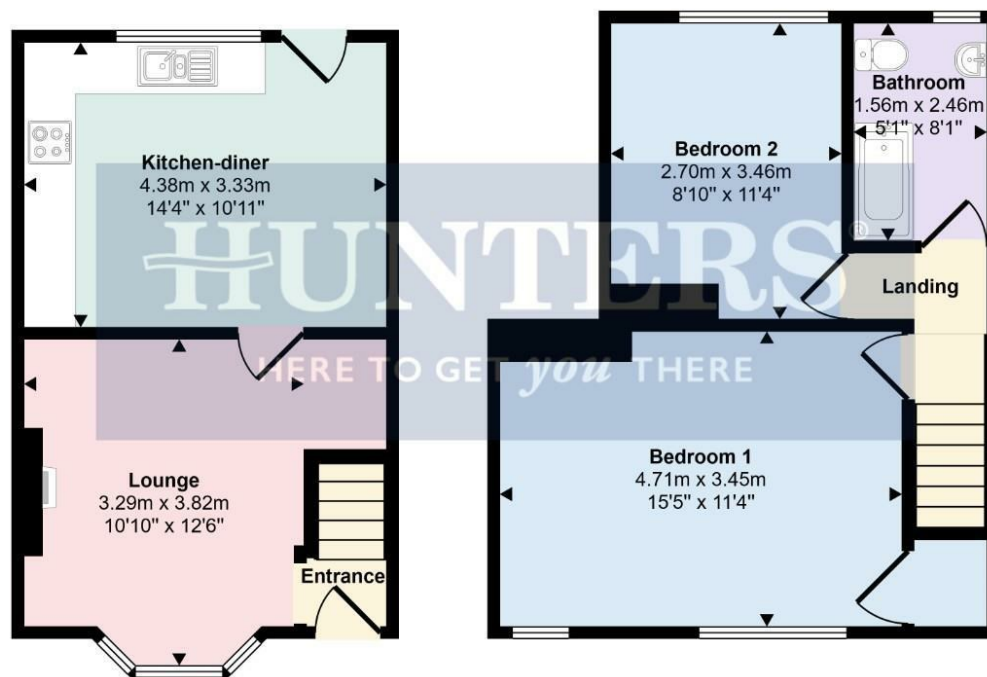 Kitchen-diner
4.38m x 3.33m
14'4" x 10'11"
Lounge
3.29m x 3.82m
10'10" x 12'6"
Entrance
Bedroom 2
2.70m x 3.46m
8'10" x 11'4"
Bathroom
1.56m x 2.46m
5'1" x 8'1"
Landing
Bedroom 1
4.71m x 3.45m
15'5" x 11'4"
HUNTERS®
HERE TO GET you THERE